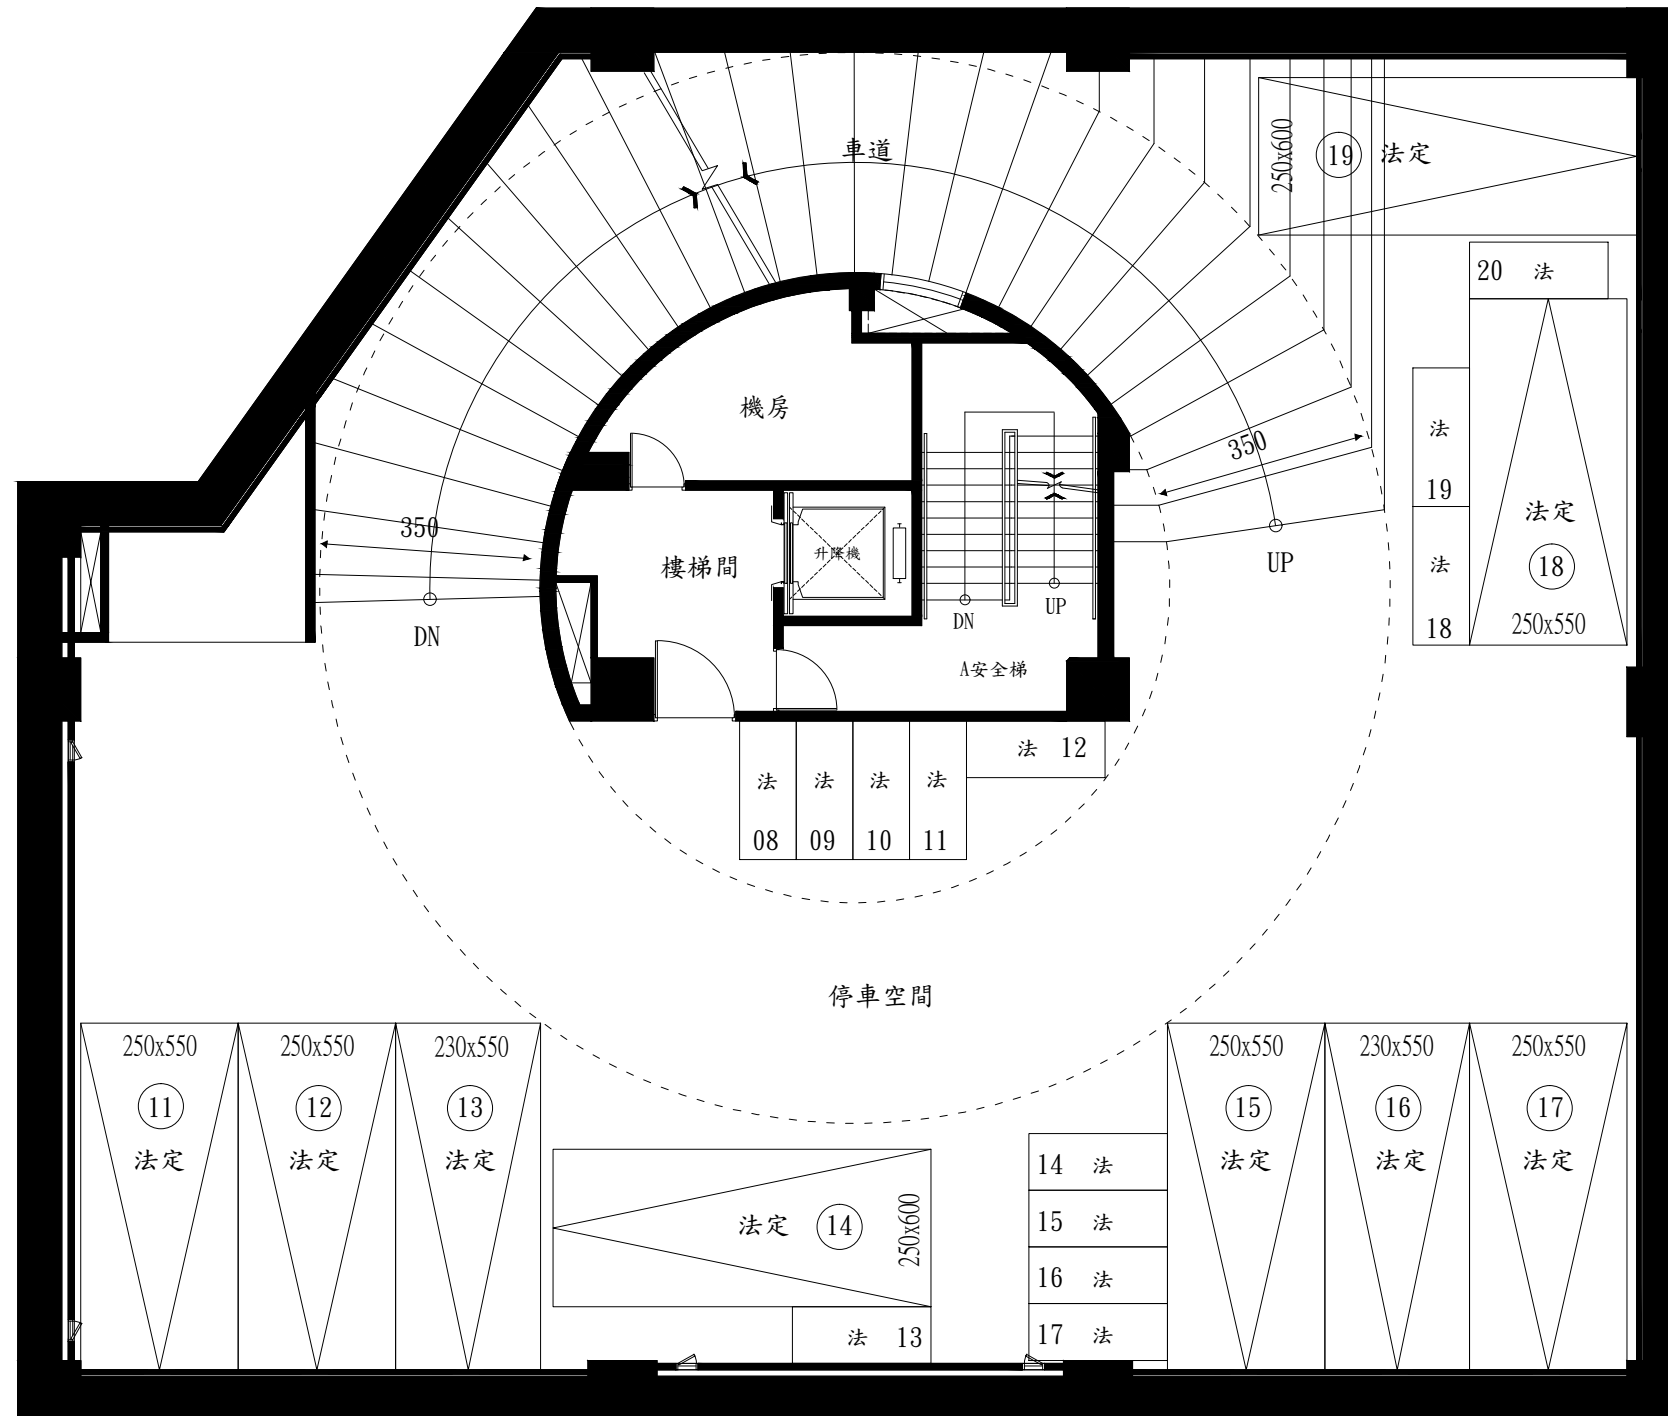 車道
250x600
19 法定
20 法
機房
法
19
350
350
樓梯間
升降機
法定
18
250x550
法
18
UP
UP
DN
DN
A安全梯
法 12
法
08
法
09
法
10
法
11
停車空間
250x550
11
法定
250x550
12
法定
230x550
13
法定
250x550
15
法定
230x550
16
法定
250x550
17
法定
法定 14
250x600
14 法
15 法
16 法
17 法
法 13